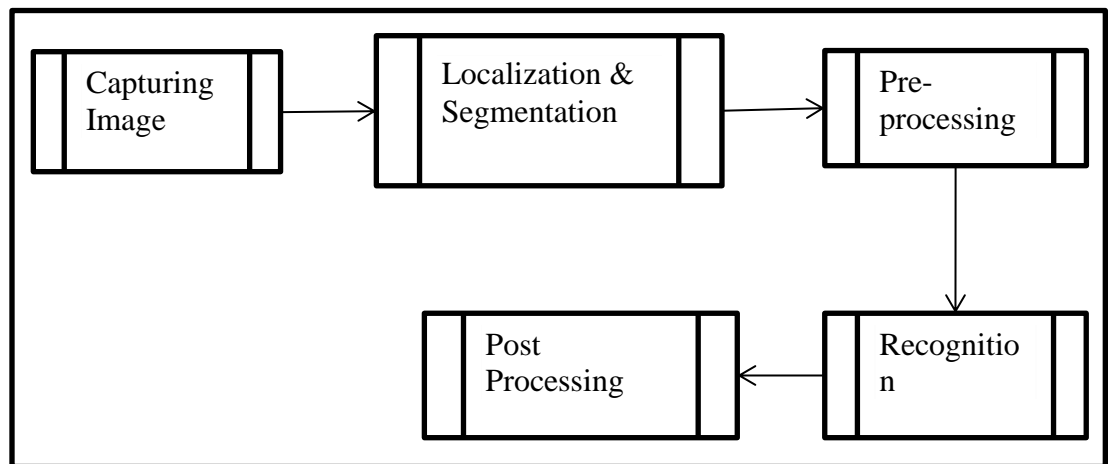 Capturing
Image
Localization &
Segmentation
Pre-
processing
Recognitio
n
Post
Processing